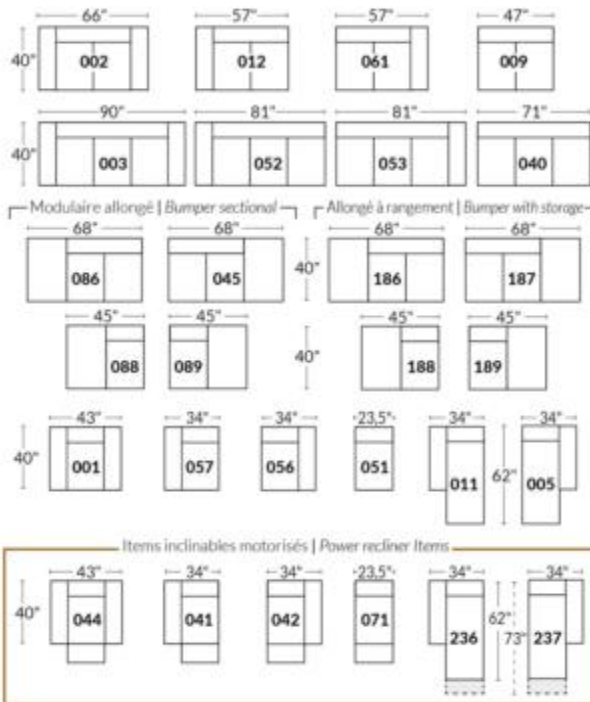 66" 57" 57" 47"
40" 002 012 061 009
90" 81" 81" 71"
40" 003 052 053 040
Modulaire allongé | Bumper sectional Allongé à rangement | Bumper with storage
68" 68" 68" 68"
086 045 40" 186 187
45" 45" 45" 45"
088 089 40" 188 189
43" 34" 34" 23,5" 34" 34"
40" 001 057 056 051 011 62" 005
Items inclinables motorisés | Power recliner Items
43" 34" 34" 23,5" 34" 34"
40" 044 041 042 071 236 62" 73" 237